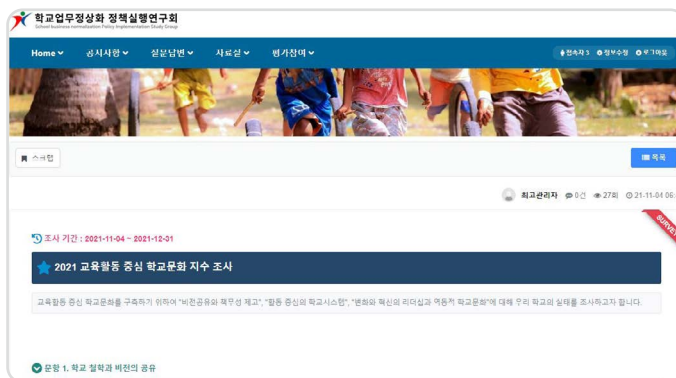 학교업무정상화 정책실행연구회
School business normalization Policy Implementation Study Group
Home 공지사항 질문답변 자료실 평가참여
접속자 3 정보수정 로그아웃
스크랩 목록
최고관리자 0건 27회 21-11-04 06:
SURVEY
조사 기간 : 2021-11-04 ~ 2021-12-31
2021 교육활동 중심 학교문화 지수 조사
교육활동 중심 학교문화를 구축하기 위하여 "비전공유와 책무성 제고", "활동 중심의 학교시스템", "변화와 혁신의 리더십과 역동적 학교문화"에 대해 우리 학교의 실태를 조사하고자 합니다.
문항 1. 학교 철학과 비전의 공유